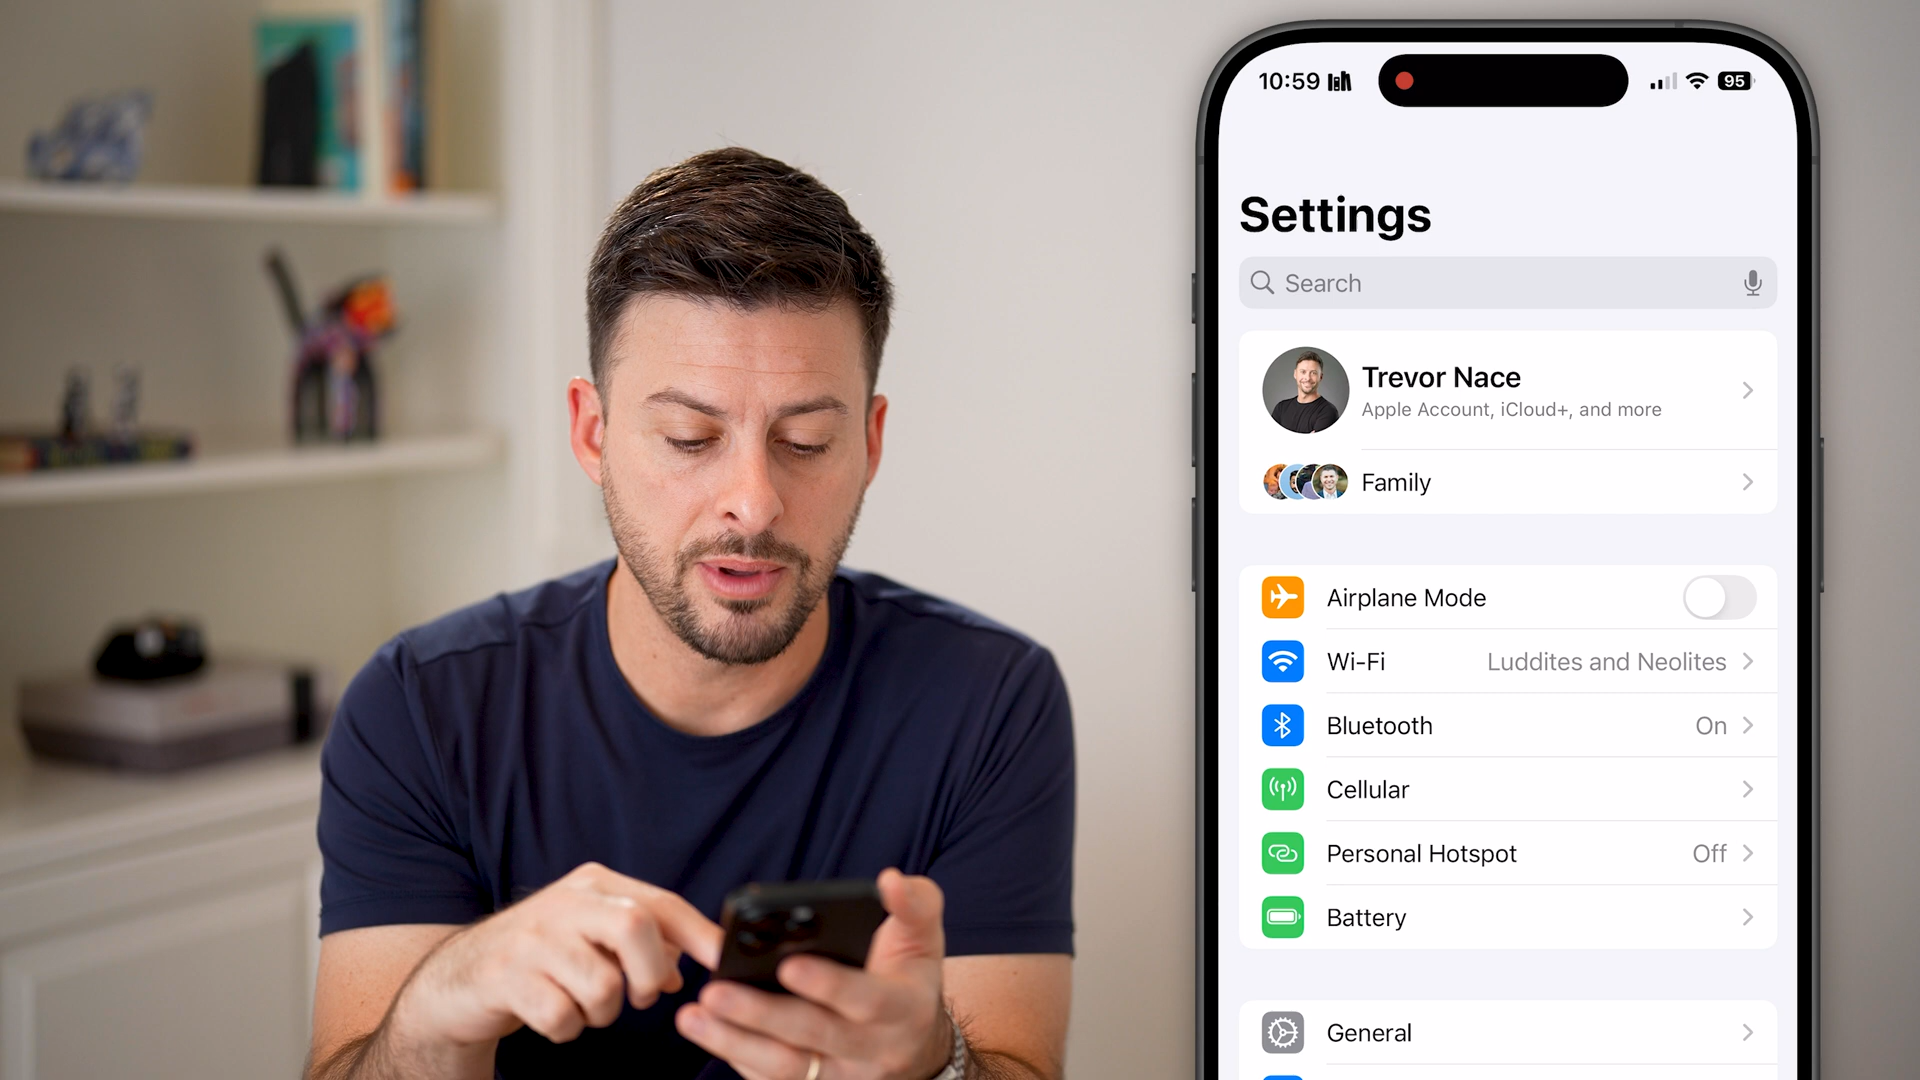 10:59
95
Settings
Search
Trevor Nace
Apple Account, iCloud+, and more
Family
Airplane Mode
Wi-Fi
Luddites and Neolites
Bluetooth
On
Cellular
Personal Hotspot
Off
Battery
General